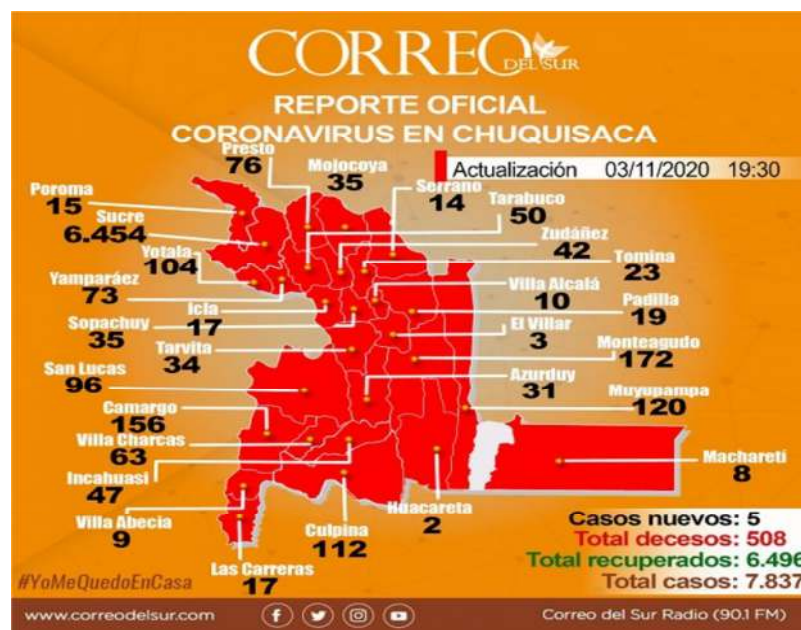 CORREO
DEL SUR
REPORTE OFICIAL
CORONAVIRUS EN CHUQUISACA
Actualización 03/11/2020 19:30
Presto
76
Mojocoya
35
Serrano
14
Poroma
15
Sucre
6.454
Tarabuco
50
Yotala
104
Zudáñez
42
Tomina
23
Yamparáez
73
Villa Alcalá
10
Icla
17
Padilla
19
Sopachuy
35
El Villar
3
Tarvita
34
Monteagudo
172
San Lucas
96
Azurduy
31
Muyupampa
120
Camargo
156
Villa Charcas
63
Machareti
8
Incahuasi
47
Huacareta
2
Villa Abecia
9
Culpina
112
Las Carreras
17
Casos nuevos: 5
Total decesos: 508
Total recuperados: 6.496
Total casos: 7.837
#YoMeQuedoEnCasa
www.correodelsur.com
Correo del Sur Radio (90.1 FM)